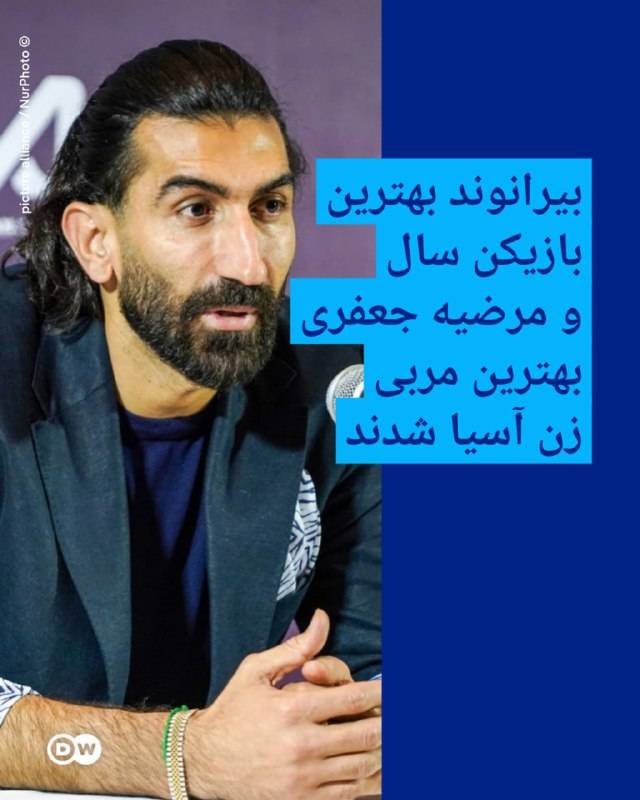 picture alliance / NurPhoto ©
بیرانوند بهترین
بازیکن سال
و مرضیه جعفری
بهترین مربی
زن آسیا شدند
DW